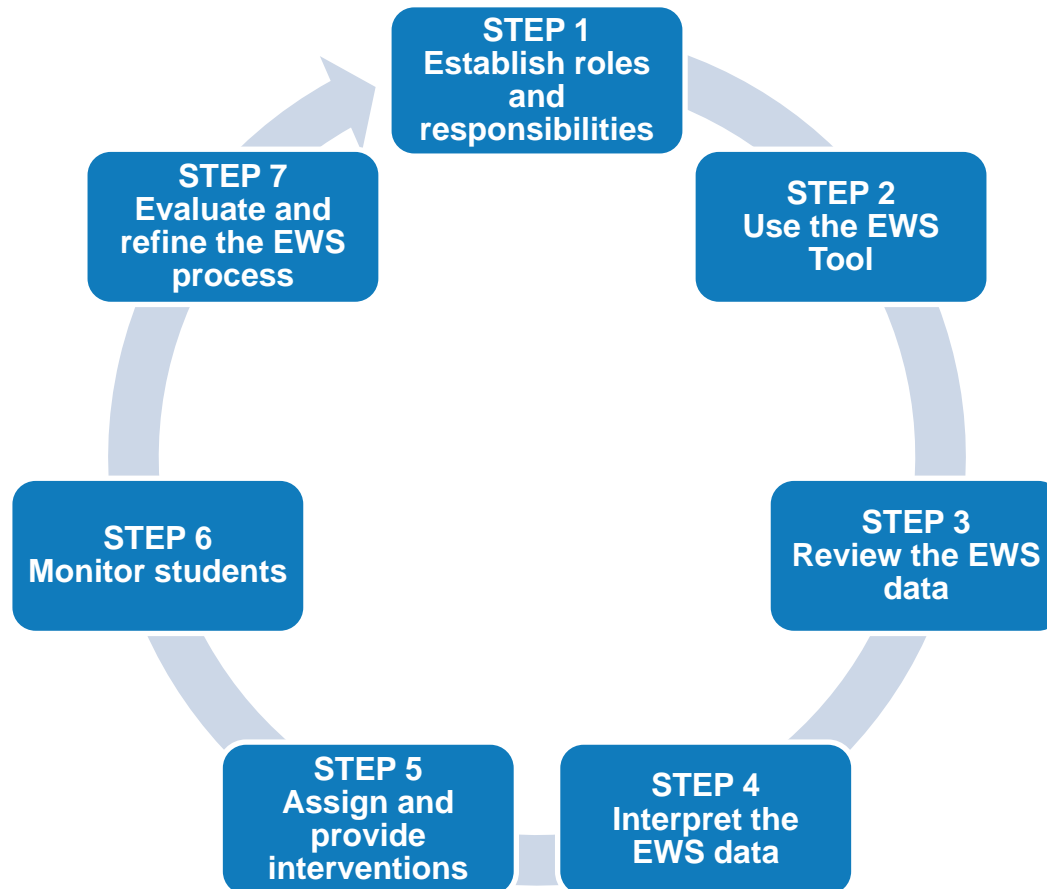 STEP 1
Establish roles
and
responsibilities
STEP 2
Use the EWS
Tool
STEP 3
Review the EWS
data
STEP 4
Interpret the
EWS data
STEP 5
Assign and
provide
interventions
STEP 6
Monitor students
STEP 7
Evaluate and
refine the EWS
process